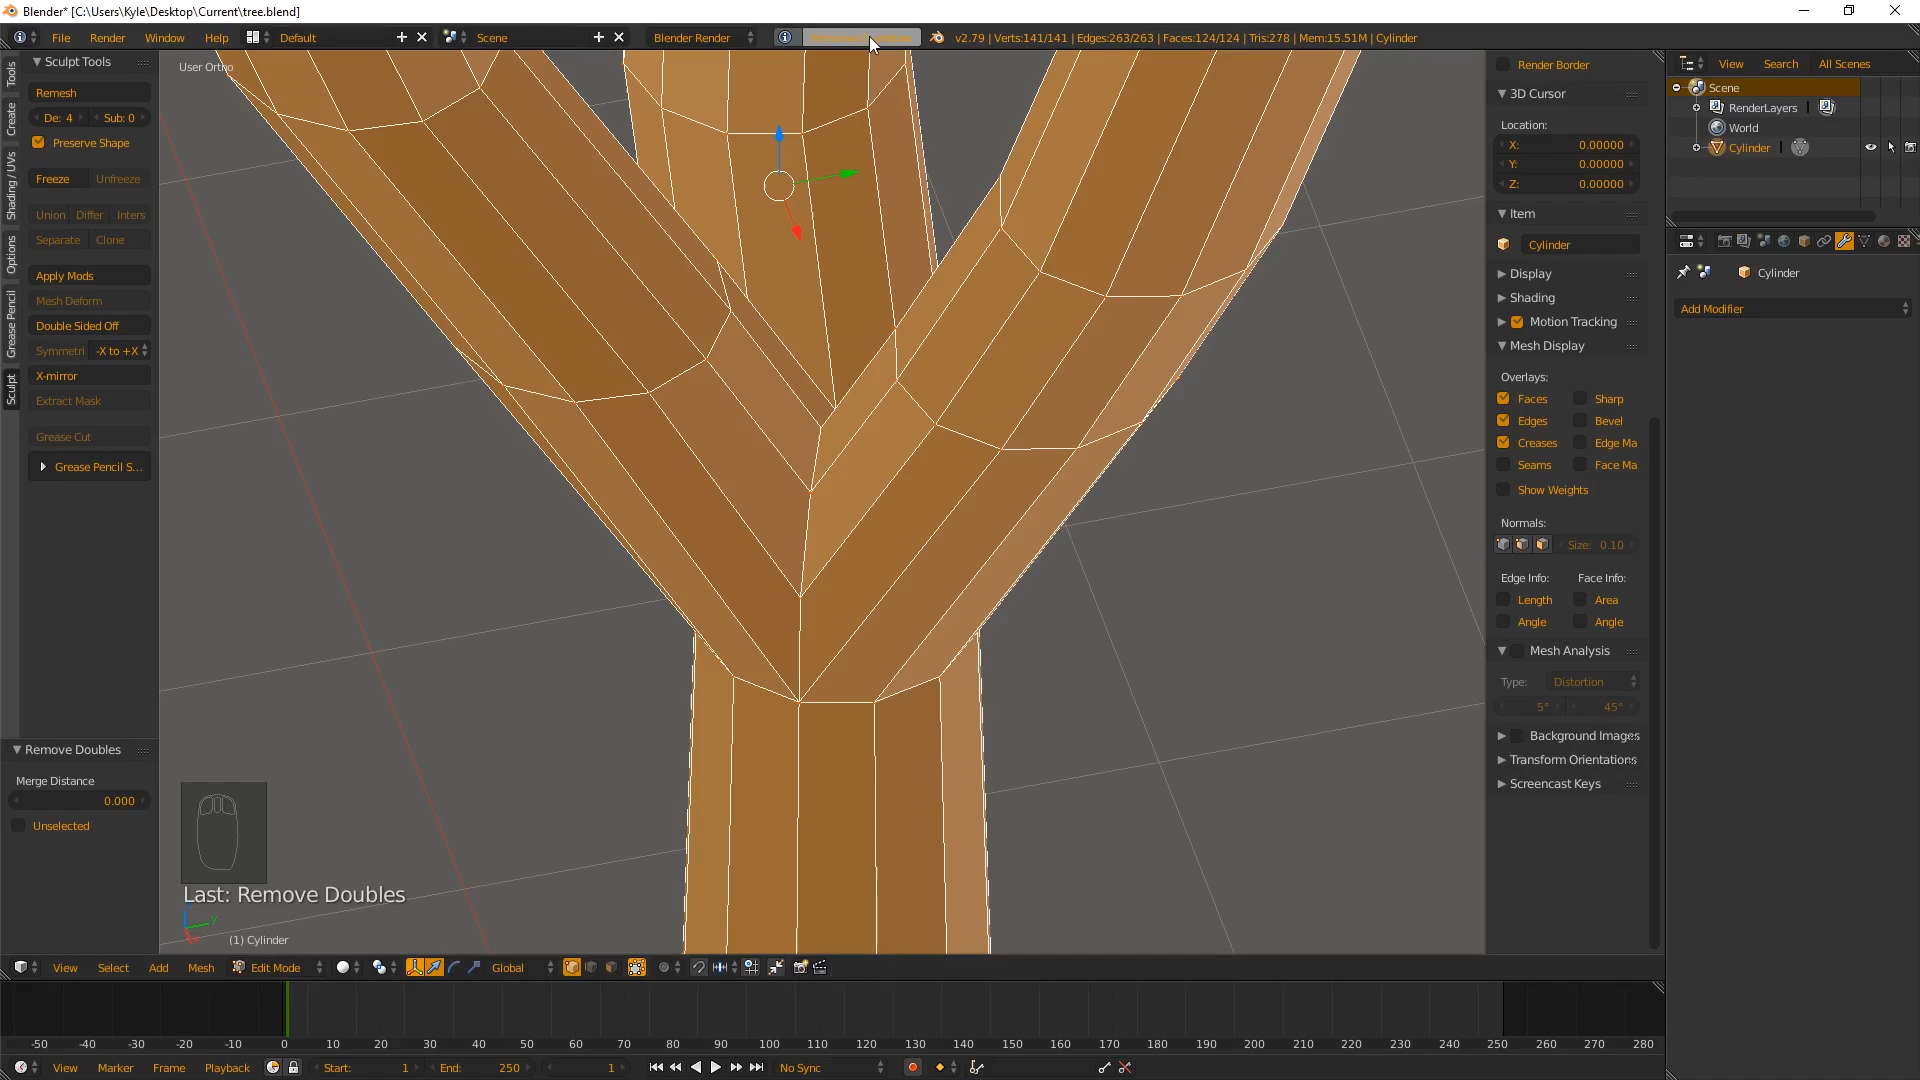 Blender* [C:\Users\Kyle\Desktop\Current\tree.blend]
File Render Window Help Default Scene Blender Render v2.79 | Verts:141/141 | Edges:263/263 | Faces:124/124 | Tris:278 | Mem:15.51M | Cylinder
Sculpt Tools
Remesh
De: 4 Sub: 0
Preserve Shape
Freeze Unfreeze
Union Differ Inters
Separate Clone
Apply Mods
Mesh Deform
Double Sided Off
Symmetri -X to +X
X-mirror
Extract Mask
Grease Cut
Grease Pencil S...
Tools
Create
Shading / UVs
Options
Grease Pencil
Sculpt
Remove Doubles
Merge Distance
0.000
Unselected
User Ortho
Last: Remove Doubles
(1) Cylinder
Render Border
3D Cursor
Location:
X: 0.00000
Y: 0.00000
Z: 0.00000
Item
Cylinder
Display
Shading
Motion Tracking
Mesh Display
Overlays:
Faces Sharp
Edges Bevel
Creases Edge Ma
Seams Face Ma
Show Weights
Normals:
Size: 0.10
Edge Info: Face Info:
Length Area
Angle Angle
Mesh Analysis
Type: Distortion
5° 45°
Background Images
Transform Orientations
Screencast Keys
View Search All Scenes
Scene
RenderLayers
World
Cylinder
Cylinder
Add Modifier
View Select Add Mesh Edit Mode Global
-50 -40 -30 -20 -10 0 10 20 30 40 50 60 70 80 90 100 110 120 130 140 150 160 170 180 190 200 210 220 230 240 250 260 270 280
View Marker Frame Playback Start: 1 End: 250 1 No Sync